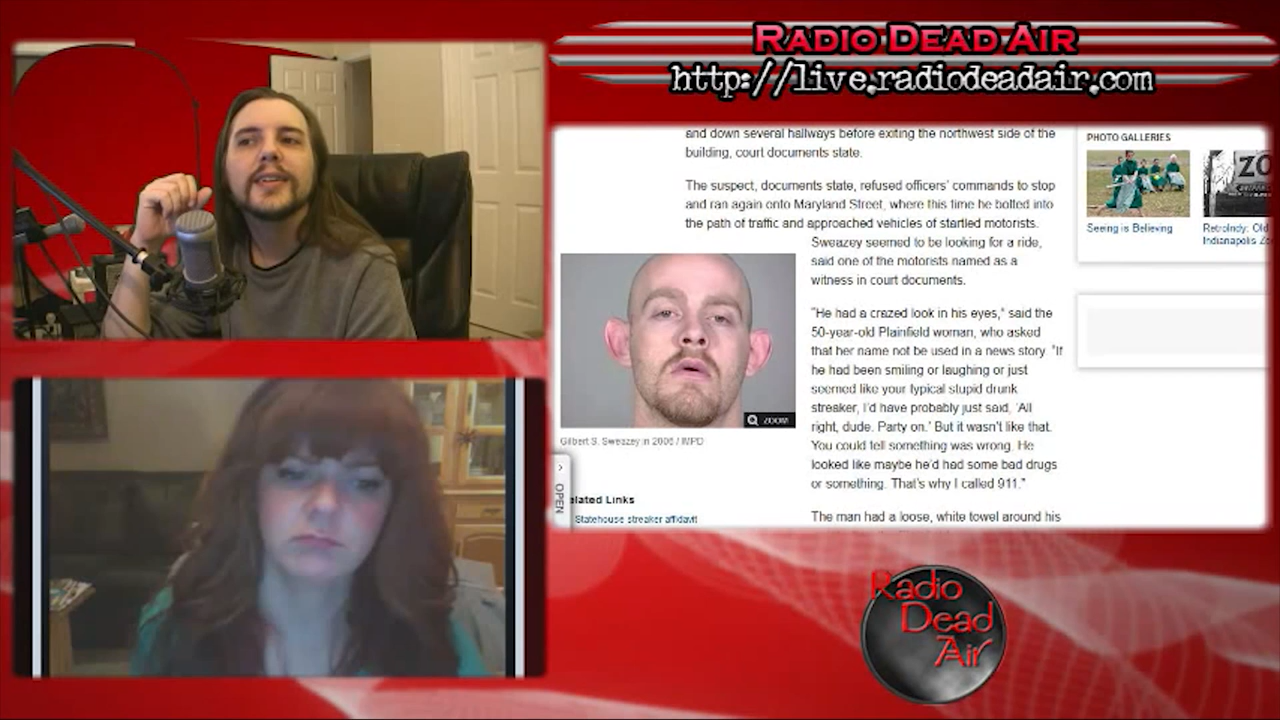 Radio Dead Air
http://live.radiodeadair.com
and down several hallways before exiting the northwest side of the
building, court documents state.
The suspect, documents state, refused officers' commands to stop
and ran again onto Maryland Street, where this time he bolted into
the path of traffic and approached vehicles of startled motorists.
Sweazey seemed to be looking for a ride,
said one of the motorists named as a
witness in court documents.
"He had a crazed look in his eyes," said the
50-year-old Plainfield woman, who asked
that her name not be used in a news story. "If
he had been smiling or laughing or just
seemed like your typical stupid drunk
streaker, I'd have probably just said, 'All
right, dude. Party on.' But it wasn't like that.
You could tell something was wrong. He
looked like maybe he'd had some bad drugs
or something. That's why I called 911."
The man had a loose, white towel around his
ZOOM
Gilbert S. Sweazey in 2006 / IMPD
OPEN
elated Links
Statehouse streaker affidavit
PHOTO GALLERIES
Seeing is Believing
ZO
RetroIndy: Old
Indianapolis Zo
Radio
Dead
Air